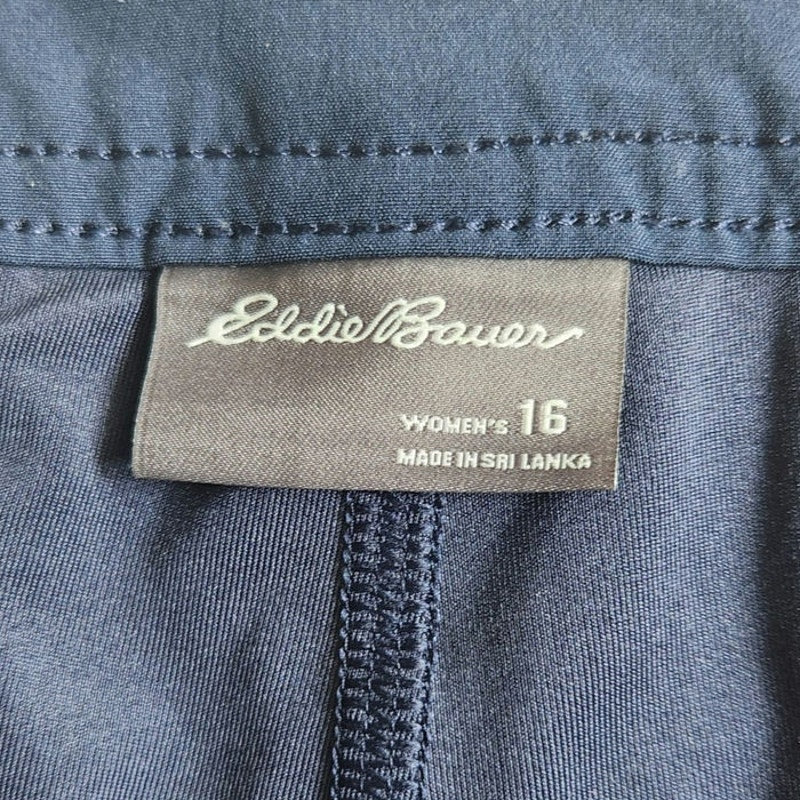 Eddie Bauer
WOMEN'S 16
MADE IN SRI LANKA